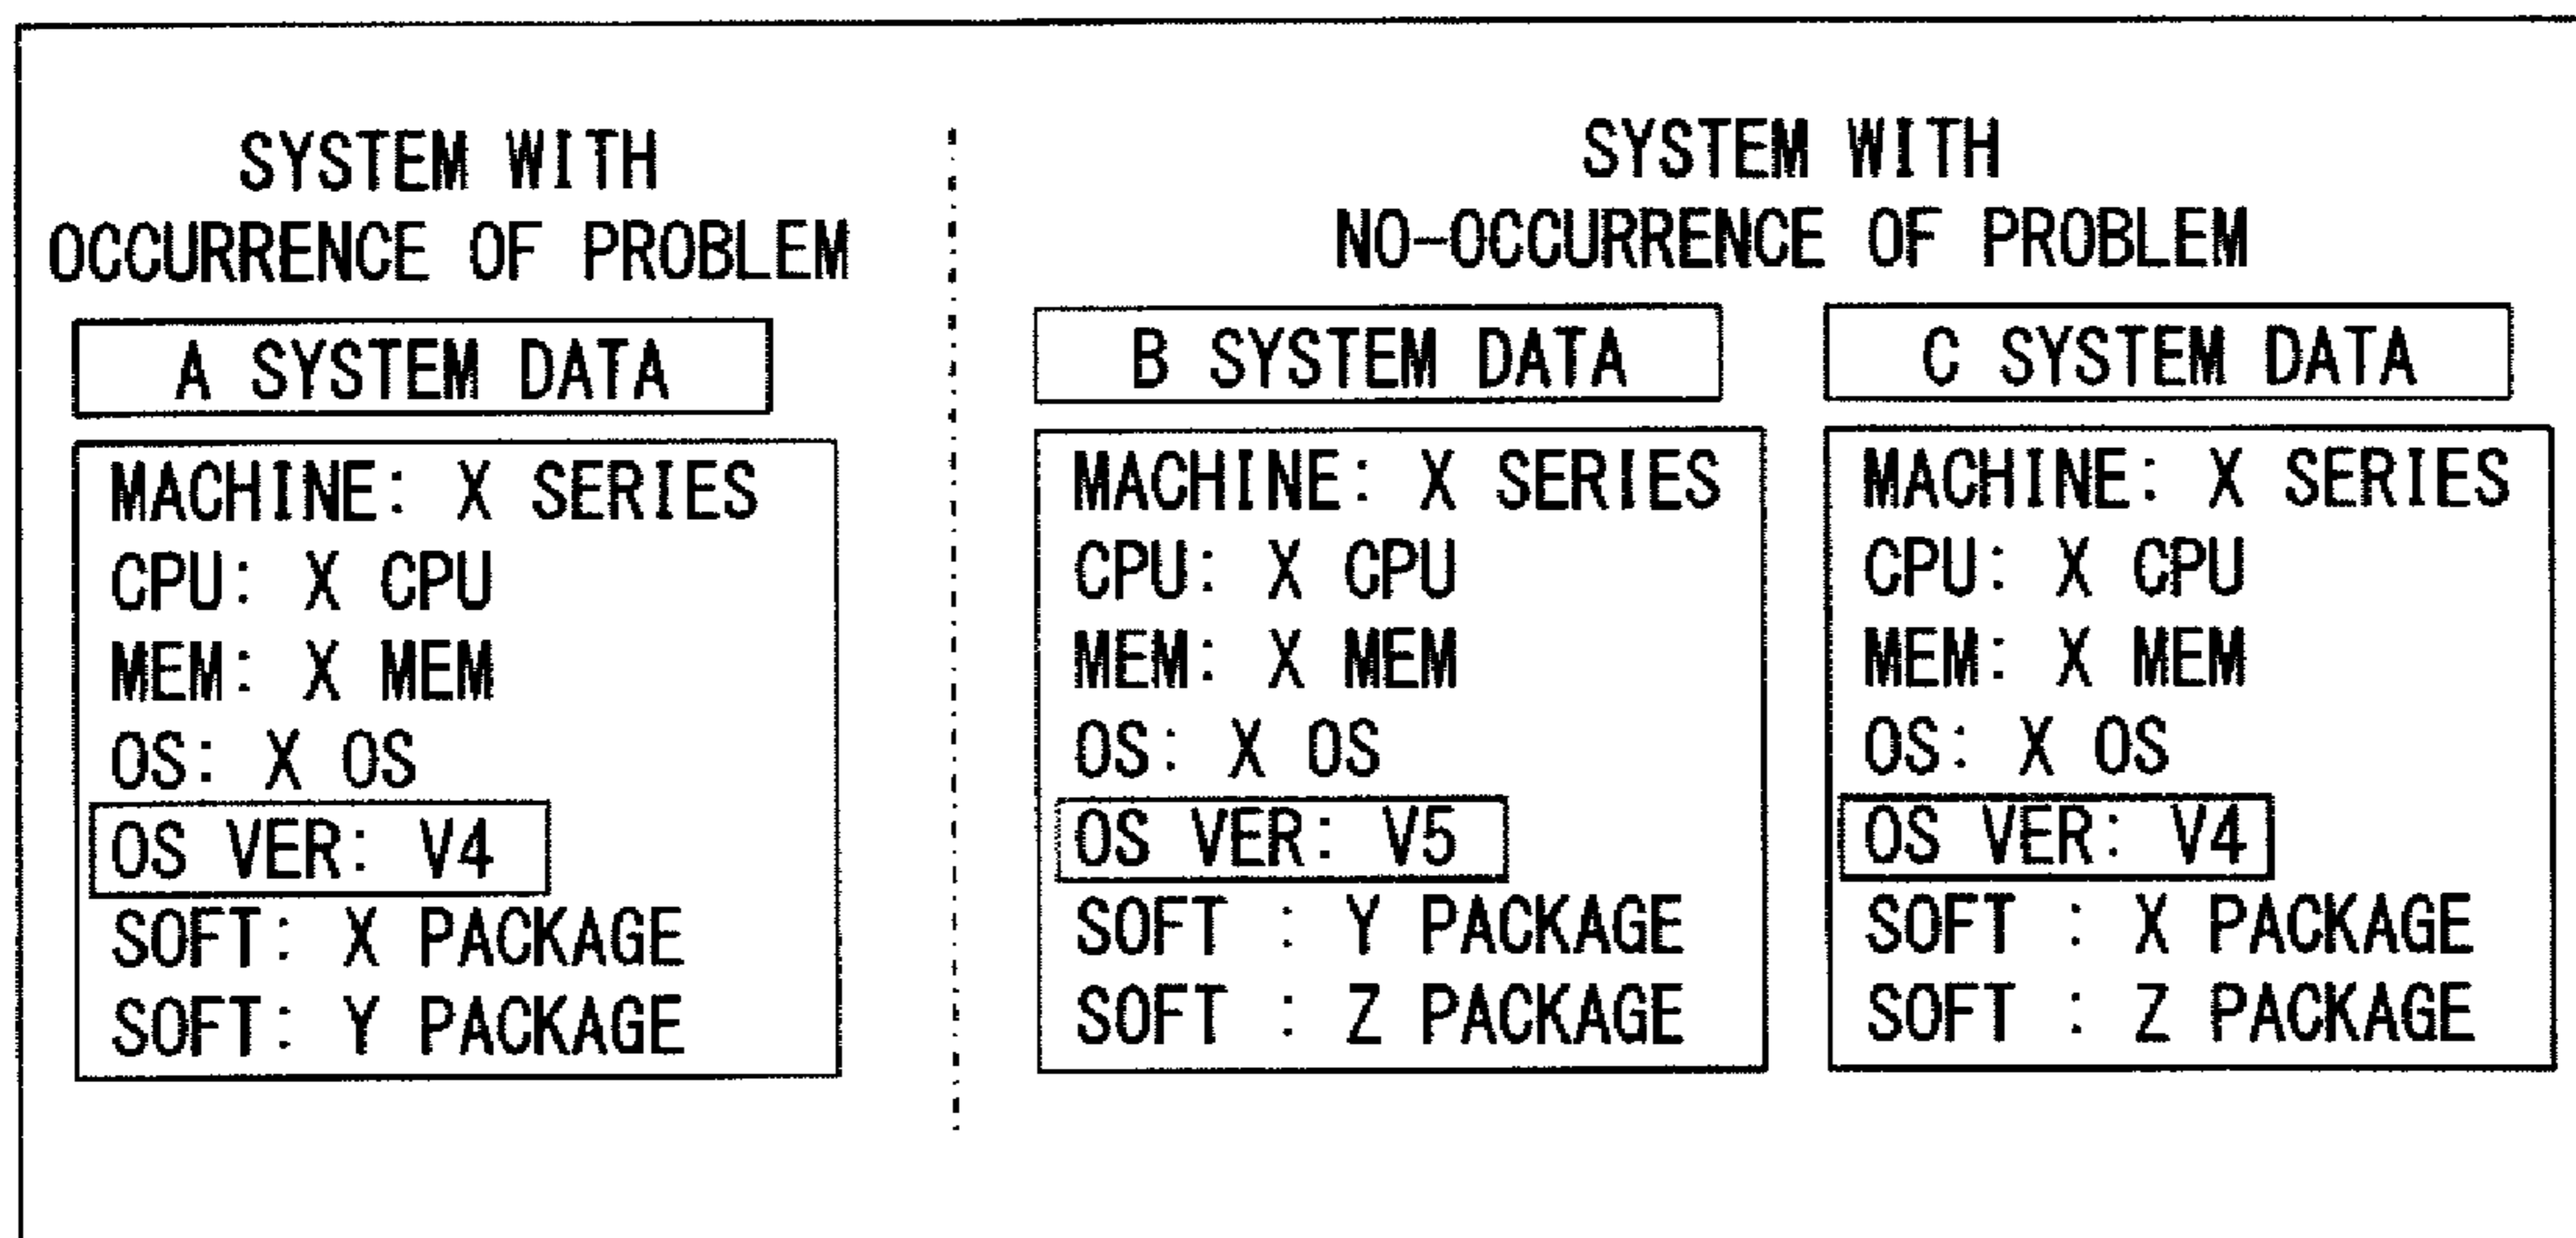 SYSTEM WITH
OCCURRENCE OF PROBLEM
A SYSTEM DATA
MACHINE: X SERIES
CPU: X CPU
MEM: X MEM
OS: X OS
OS VER: V4
SOFT: X PACKAGE
SOFT: Y PACKAGE
SYSTEM WITH
NO-OCCURRENCE OF PROBLEM
B SYSTEM DATA
MACHINE: X SERIES
CPU: X CPU
MEM: X MEM
OS: X OS
OS VER: V5
SOFT : Y PACKAGE
SOFT : Z PACKAGE
C SYSTEM DATA
MACHINE: X SERIES
CPU: X CPU
MEM: X MEM
OS: X OS
OS VER: V4
SOFT : X PACKAGE
SOFT : Z PACKAGE